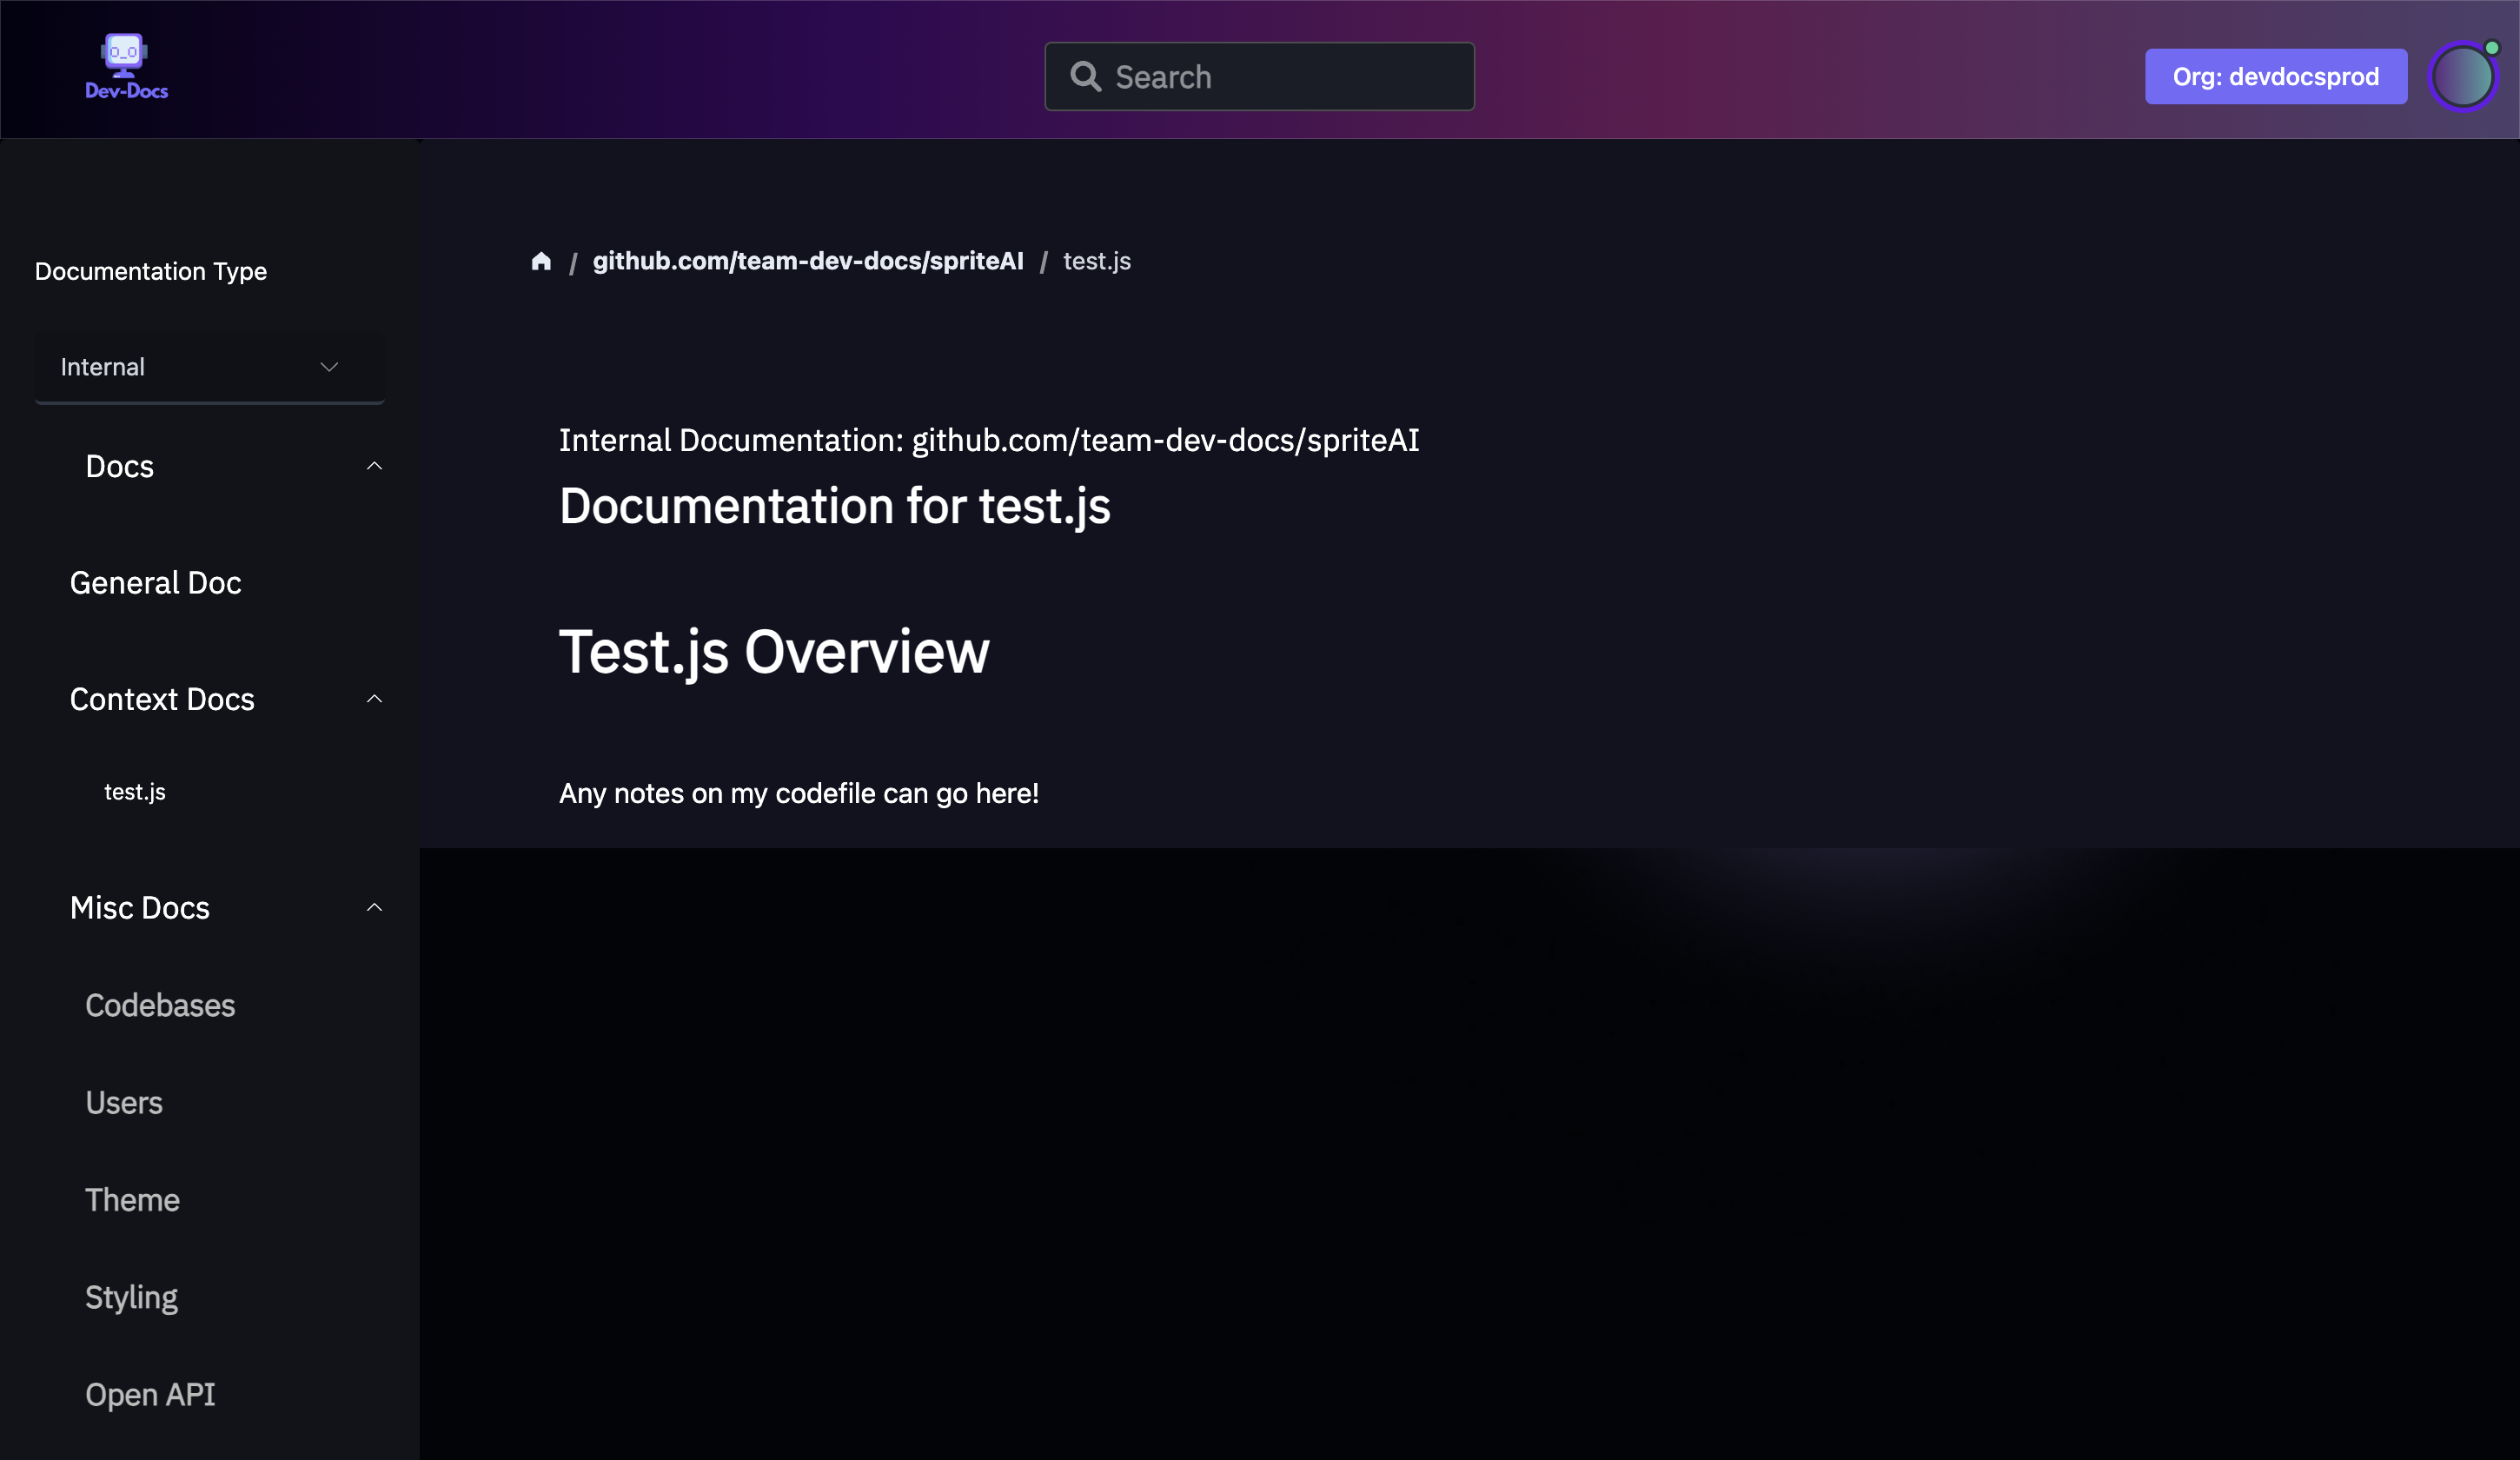 Dev-Docs
Search
Org: devdocsprod
Documentation Type
Internal
Docs
General Doc
Context Docs
test.js
Misc Docs
Codebases
Users
Theme
Styling
Open API
/ github.com/team-dev-docs/spriteAI / test.js
Internal Documentation: github.com/team-dev-docs/spriteAI
Documentation for test.js
Test.js Overview
Any notes on my codefile can go here!